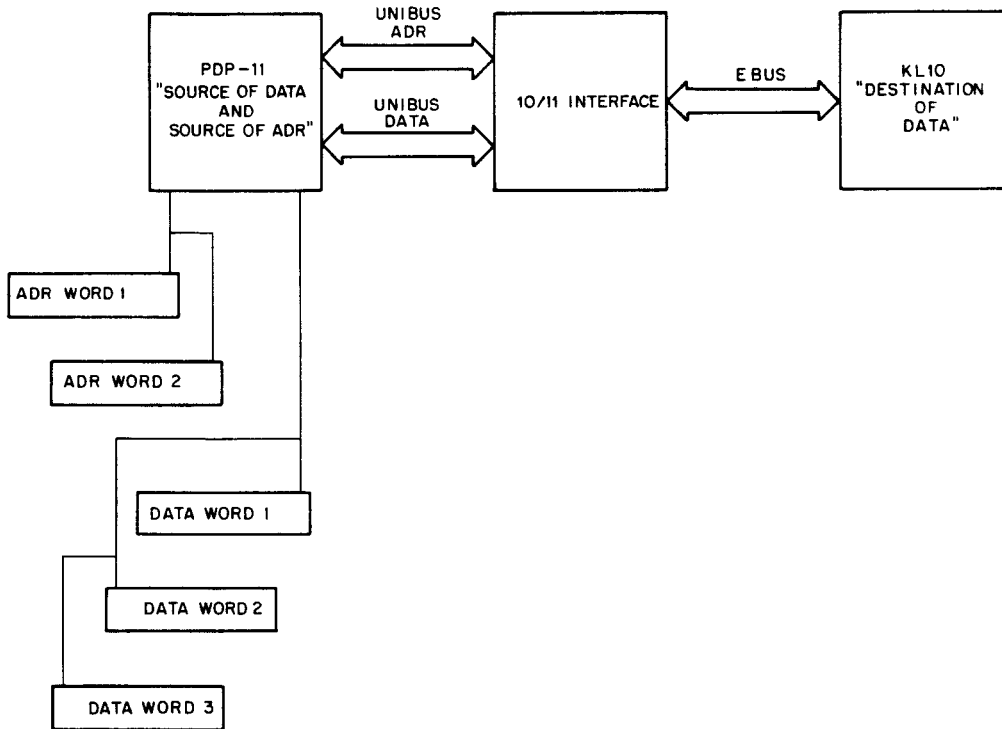 UNIBUS
ADR
PDP-11
"SOURCE OF DATA
AND
SOURCE OF ADR"
UNIBUS
DATA
10/11 INTERFACE
E BUS
KL10
"DESTINATION
OF
DATA"
ADR WORD 1
ADR WORD 2
DATA WORD 1
DATA WORD 2
DATA WORD 3